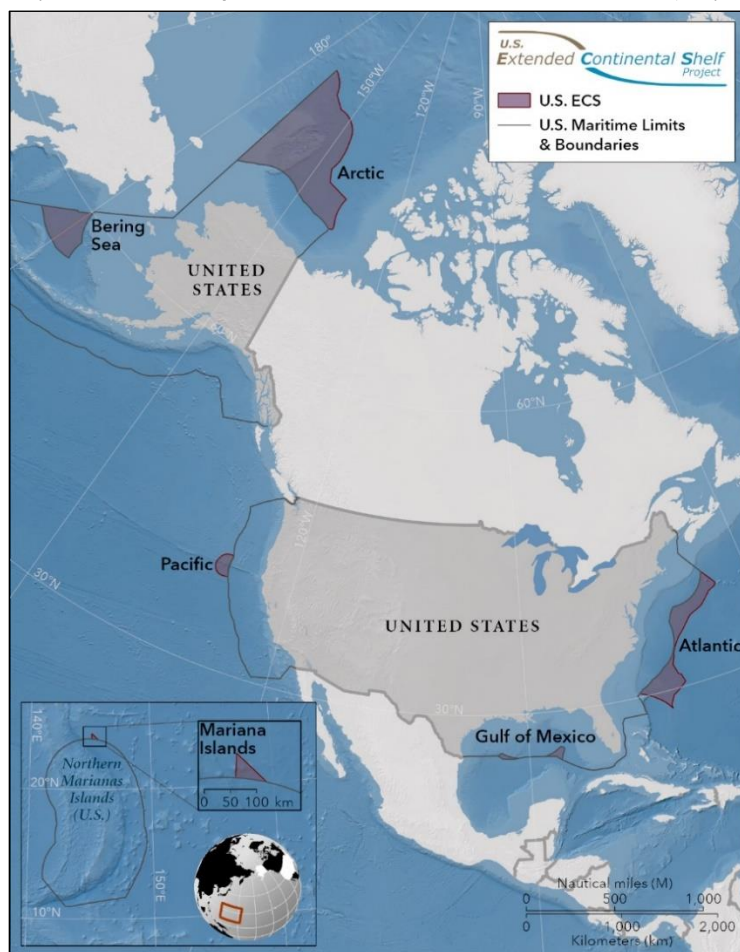 U.S.
Extended Continental Shelf
Project
U.S. ECS
U.S. Maritime Limits
& Boundaries
180°
150°W
120°W
90°W
Arctic
Bering
Sea
UNITED
STATES
60°N
120°W
Pacific
30°N
UNITED STATES
Atlantic
30°N
Gulf of Mexico
140°E
Mariana
Islands
0 50 100 km
Northern
Marianas
Islands
(U.S.)
20°N
150°E
10°N
Nautical miles (M)
0 500 1,000
0 1,000 2,000
Kilometers (km)